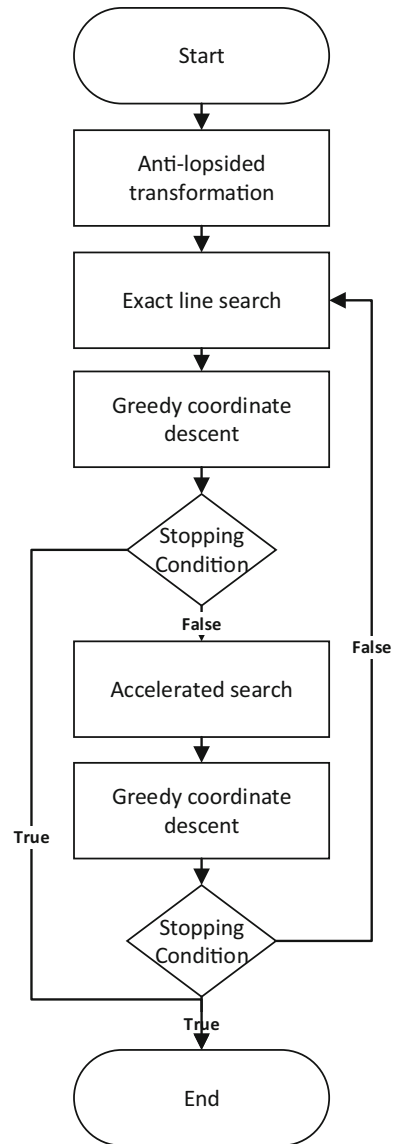 Start
Anti-lopsided
transformation
Exact line search
Greedy coordinate
descent
Stopping
Condition
False
False
Accelerated search
Greedy coordinate
descent
True
Stopping
Condition
True
End